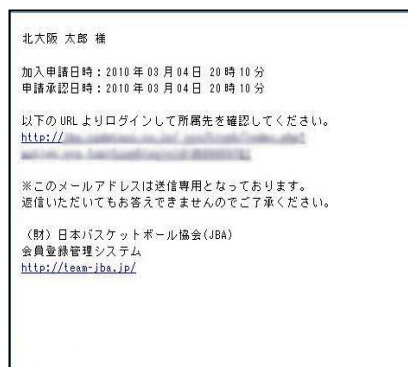 北大阪 太郎 様
加入申請日時：2010年03月04日 20時10分
申請承認日時：2010年03月04日 20時10分
以下のURLよりログインして所属先を確認してください。
http://
※このメールアドレスは送信専用となっております。
返信いただいてもお答えできませんのでご了承ください。
（財）日本バスケットボール協会(JBA)
会員登録管理システム
http://team-jba.jp/